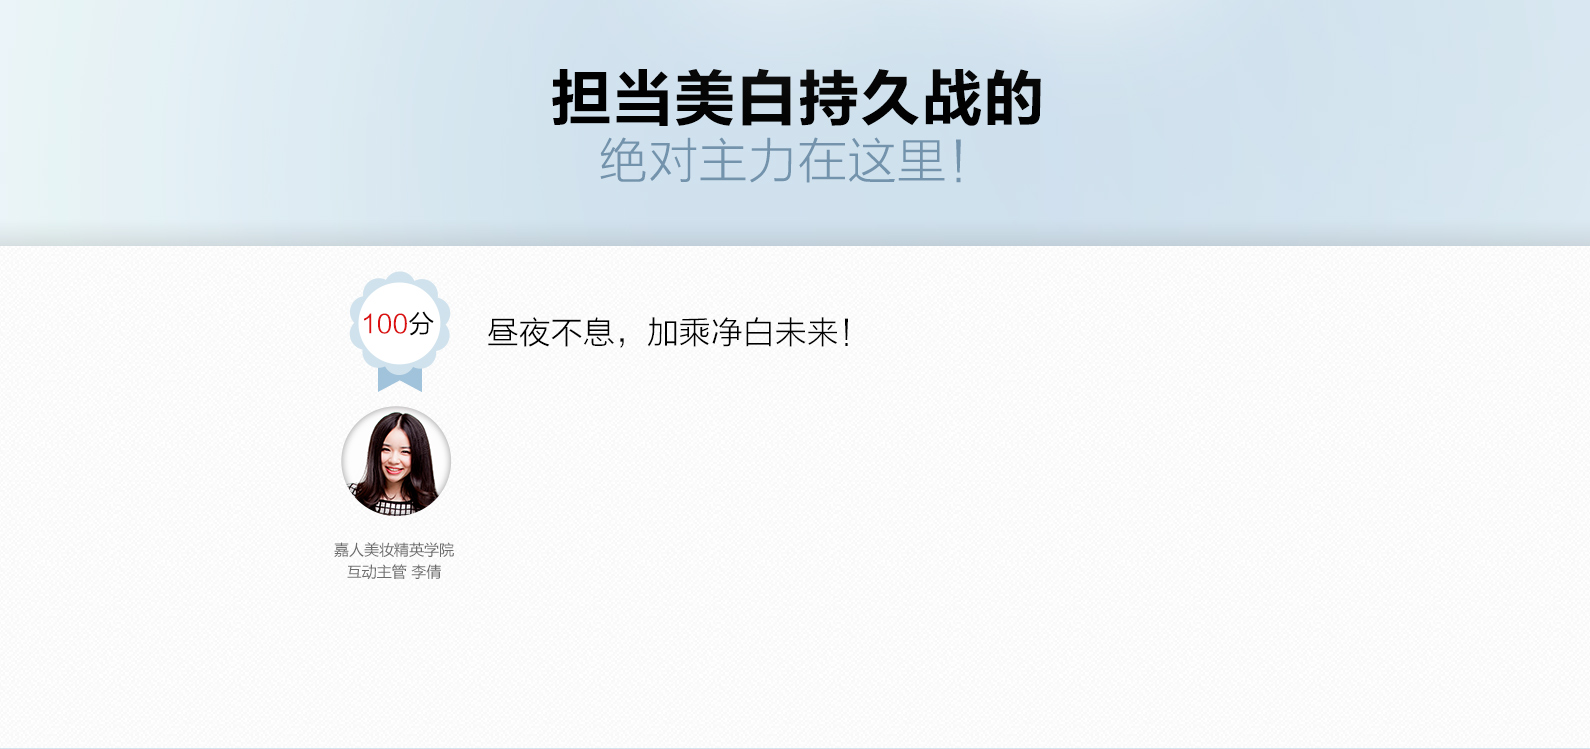 担当美白持久战的
绝对主力在这里!
100分
昼夜不息，加乘净白未来!
嘉人美妆精英学院
互动主管 李倩